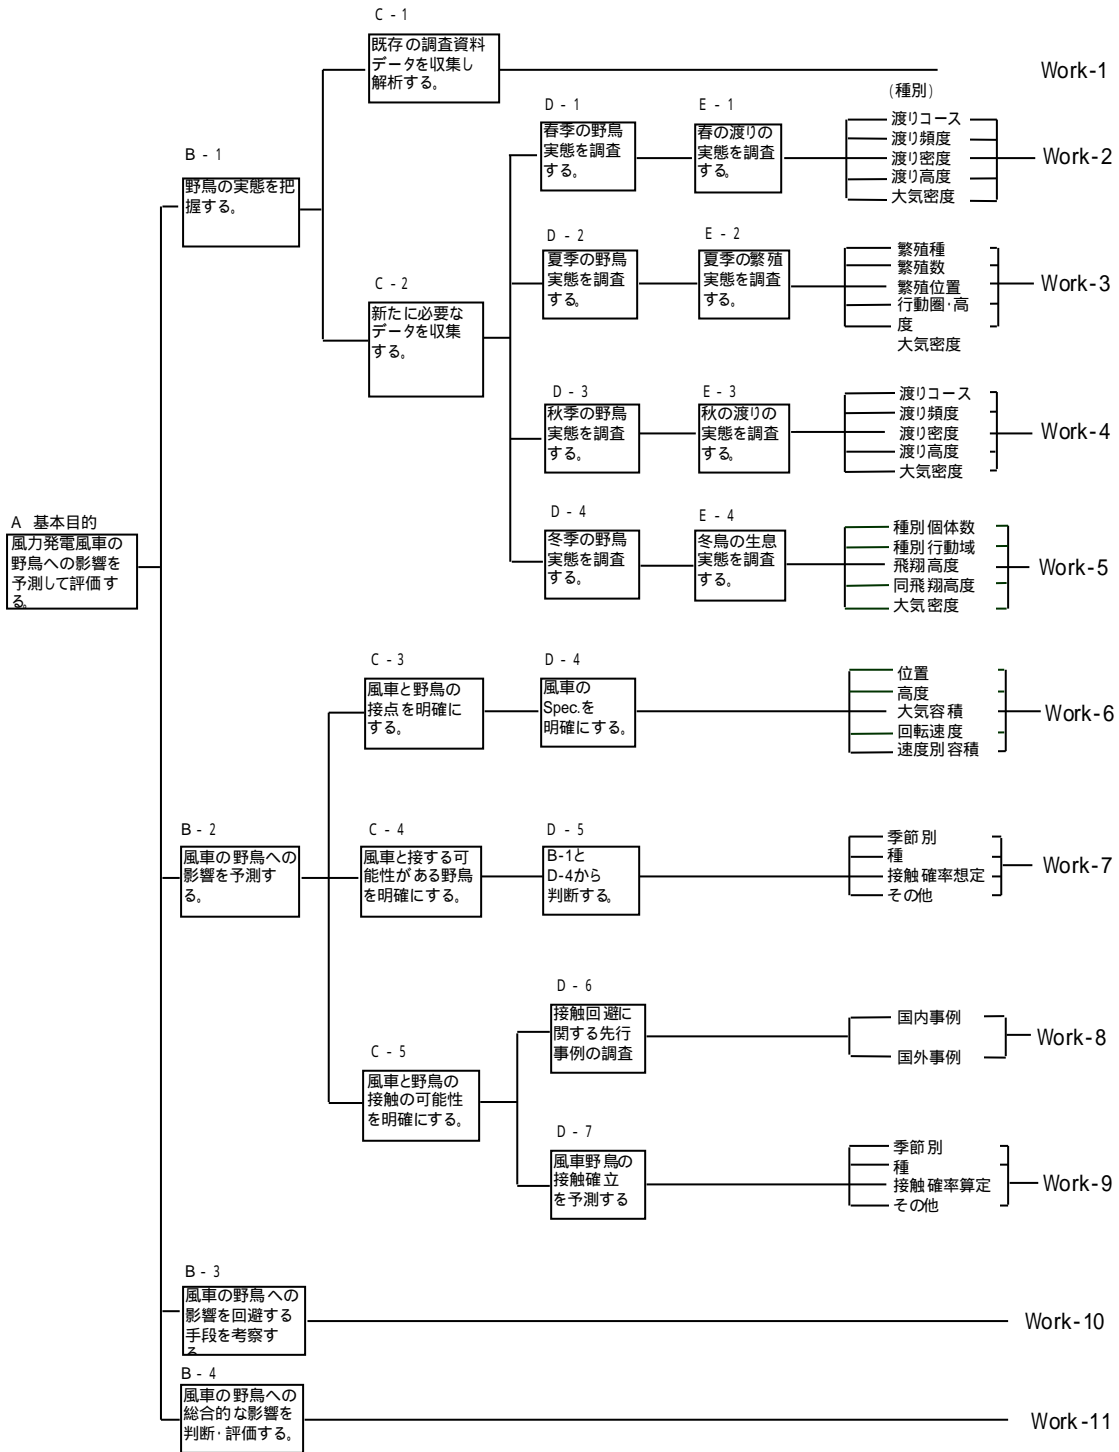 C - 1
既存の調査資料
データを収集し
解析する。
Work-1
(種別)
B - 1
野鳥の実態を把
握する。
D - 1
春季の野鳥
実態を調査
する。
E - 1
春の渡りの
実態を調査
する。
渡りコース
渡り頻度
渡り密度
渡り高度
大気密度
Work-2
C - 2
新たに必要な
データを収集
する。
D - 2
夏季の野鳥
実態を調査
する。
E - 2
夏季の繁殖
実態を調査
する。
繁殖種
繁殖数
繁殖位置
行動圏・高
度
大気密度
Work-3
D - 3
秋季の野鳥
実態を調査
する。
E - 3
秋の渡りの
実態を調査
する。
渡りコース
渡り頻度
渡り密度
渡り高度
大気密度
Work-4
A 基本目的
風力発電風車の
野鳥への影響を
予測して評価す
る。
D - 4
冬季の野鳥
実態を調査
する。
E - 4
冬鳥の生息
実態を調査
する。
種別個体数
種別行動域
飛翔高度
同飛翔高度
大気密度
Work-5
C - 3
風車と野鳥の
接点を明確に
する。
D - 4
風車の
Spec.を
明確にする。
位置
高度
大気容積
回転速度
速度別容積
Work-6
B - 2
風車の野鳥への
影響を予測す
る。
C - 4
風車と接する可
能性がある野鳥
を明確にする。
D - 5
B-1と
D-4から
判断する。
季節別
種
接触確率想定
その他
Work-7
C - 5
風車と野鳥の
接触の可能性
を明確にする。
D - 6
接触回避に
関する先行
事例の調査
国内事例
国外事例
Work-8
D - 7
風車野鳥の
接触確立
を予測する
季節別
種
接触確率算定
その他
Work-9
B - 3
風車の野鳥への
影響を回避する
手段を考察す
る
Work-10
B - 4
風車の野鳥への
総合的な影響を
判断・評価する。
Work-11